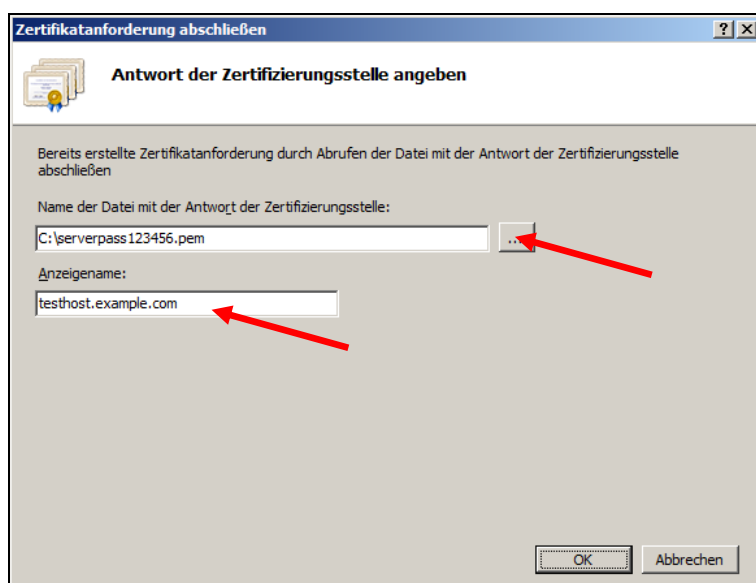 Zertifikatanforderung abschließen
Antwort der Zertifizierungsstelle angeben
Bereits erstellte Zertifikatanforderung durch Abrufen der Datei mit der Antwort der Zertifizierungsstelle
abschließen
Name der Datei mit der Antwort der Zertifizierungsstelle:
C:\serverpass123456.pem
...
Anzeigename:
testhost.example.com
OK Abbrechen